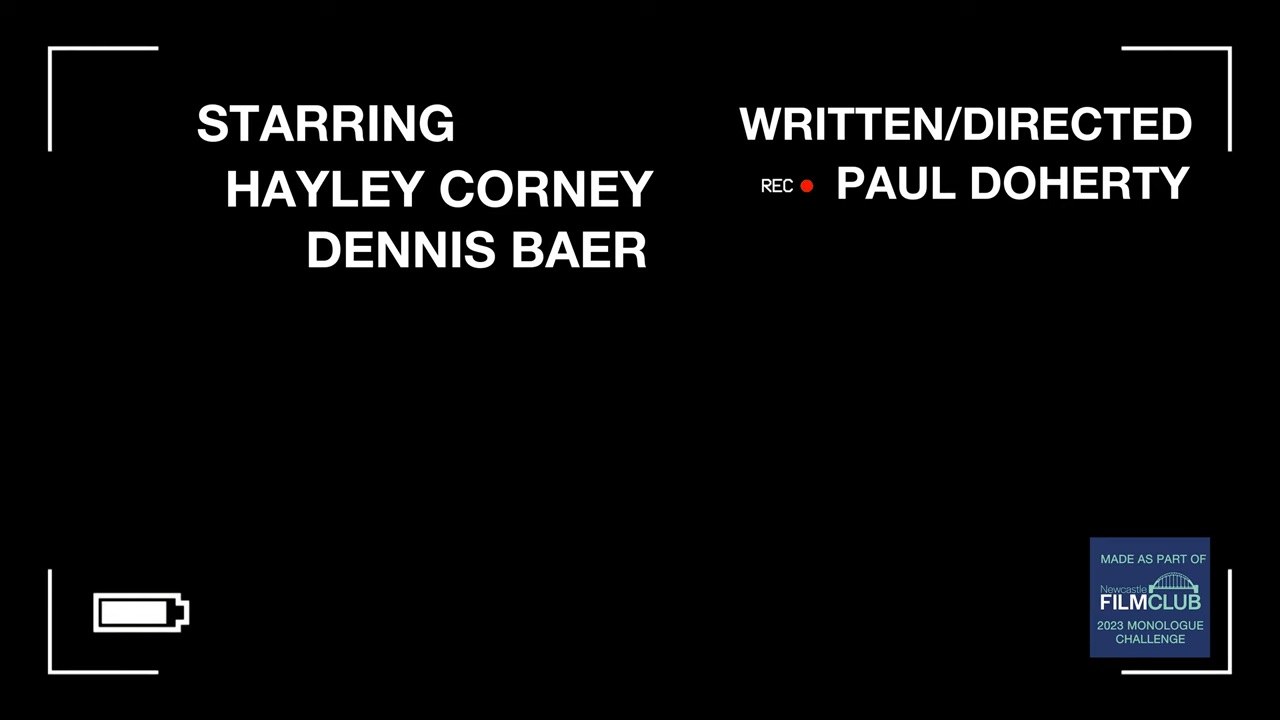 STARRING
HAYLEY CORNEY
DENNIS BAER
WRITTEN/DIRECTED
REC PAUL DOHERTY
MADE AS PART OF
Newcastle
FILMCLUB
2023 MONOLOGUE
CHALLENGE